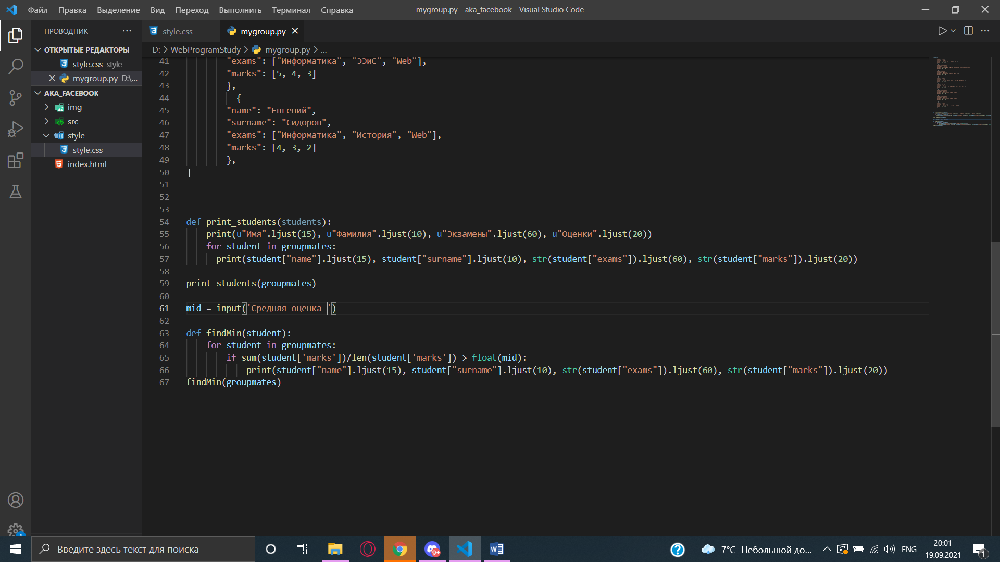 Файл Правка Выделение Вид Переход Выполнить Терминал Справка
mygroup.py - aka_facebook - Visual Studio Code
ПРОВОДНИК
ОТКРЫТЫЕ РЕДАКТОРЫ
style.css style
mygroup.py D:\...
AKA_FACEBOOK
img
src
style
style.css
index.html
style.css
mygroup.py
D: > WebProgramStudy > mygroup.py > ...
41 "exams": ["Информатика", "ЭЭиС", "Web"],
42 "marks": [5, 4, 3]
43 },
44 {
45 "name": "Евгений",
46 "surname": "Сидоров",
47 "exams": ["Информатика", "История", "Web"],
48 "marks": [4, 3, 2]
49 },
50 ]
51
52
53
54 def print_students(students):
55 print(u"Имя".ljust(15), u"Фамилия".ljust(10), u"Экзамены".ljust(60), u"Оценки".ljust(20))
56 for student in groupmates:
57 print(student["name"].ljust(15), student["surname"].ljust(10), str(student["exams"]).ljust(60), str(student["marks"]).ljust(20))
58
59 print_students(groupmates)
60
61 mid = input('Средняя оценка ')
62
63 def findMin(student):
64 for student in groupmates:
65 if sum(student['marks'])/len(student['marks']) > float(mid):
66 print(student["name"].ljust(15), student["surname"].ljust(10), str(student["exams"]).ljust(60), str(student["marks"]).ljust(20))
67 findMin(groupmates)
Введите здесь текст для поиска
9+
7°C Небольшой до...
ENG
20:01
19.09.2021
1